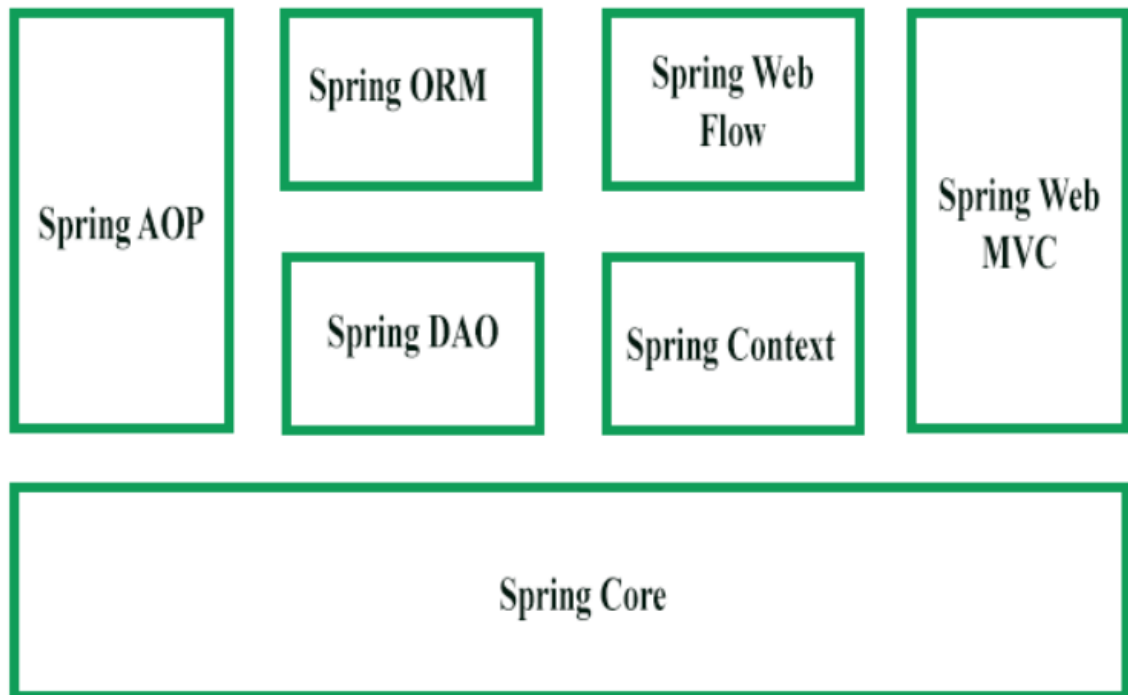 Spring AOP
Spring ORM
Spring Web
Flow
Spring Web
MVC
Spring DAO
Spring Context
Spring Core